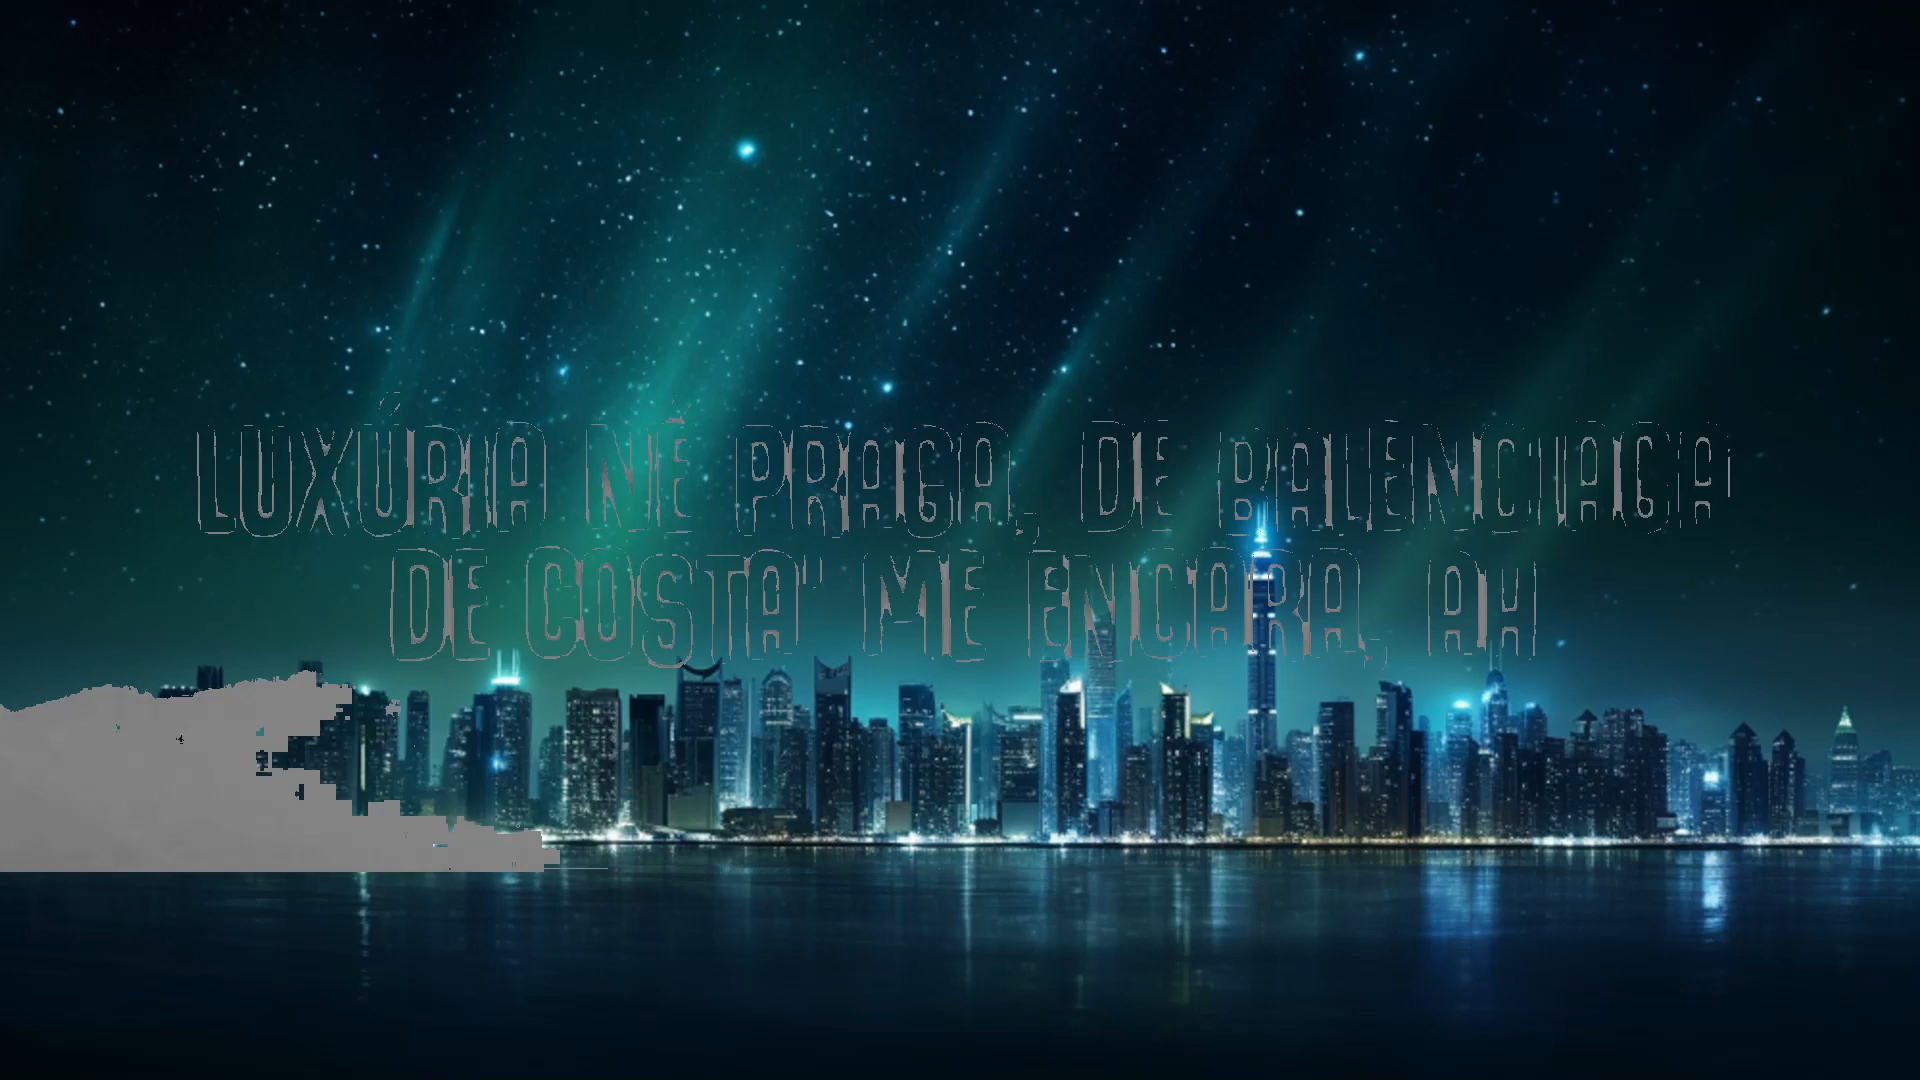 LUXÚRIA NÉ PRAGA, DE BALENCIAGA
DE COSTA' ME ENCARA, AH